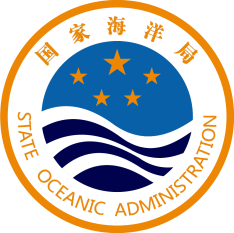 国家海洋局
STATE OCEANIC ADMINISTRATION